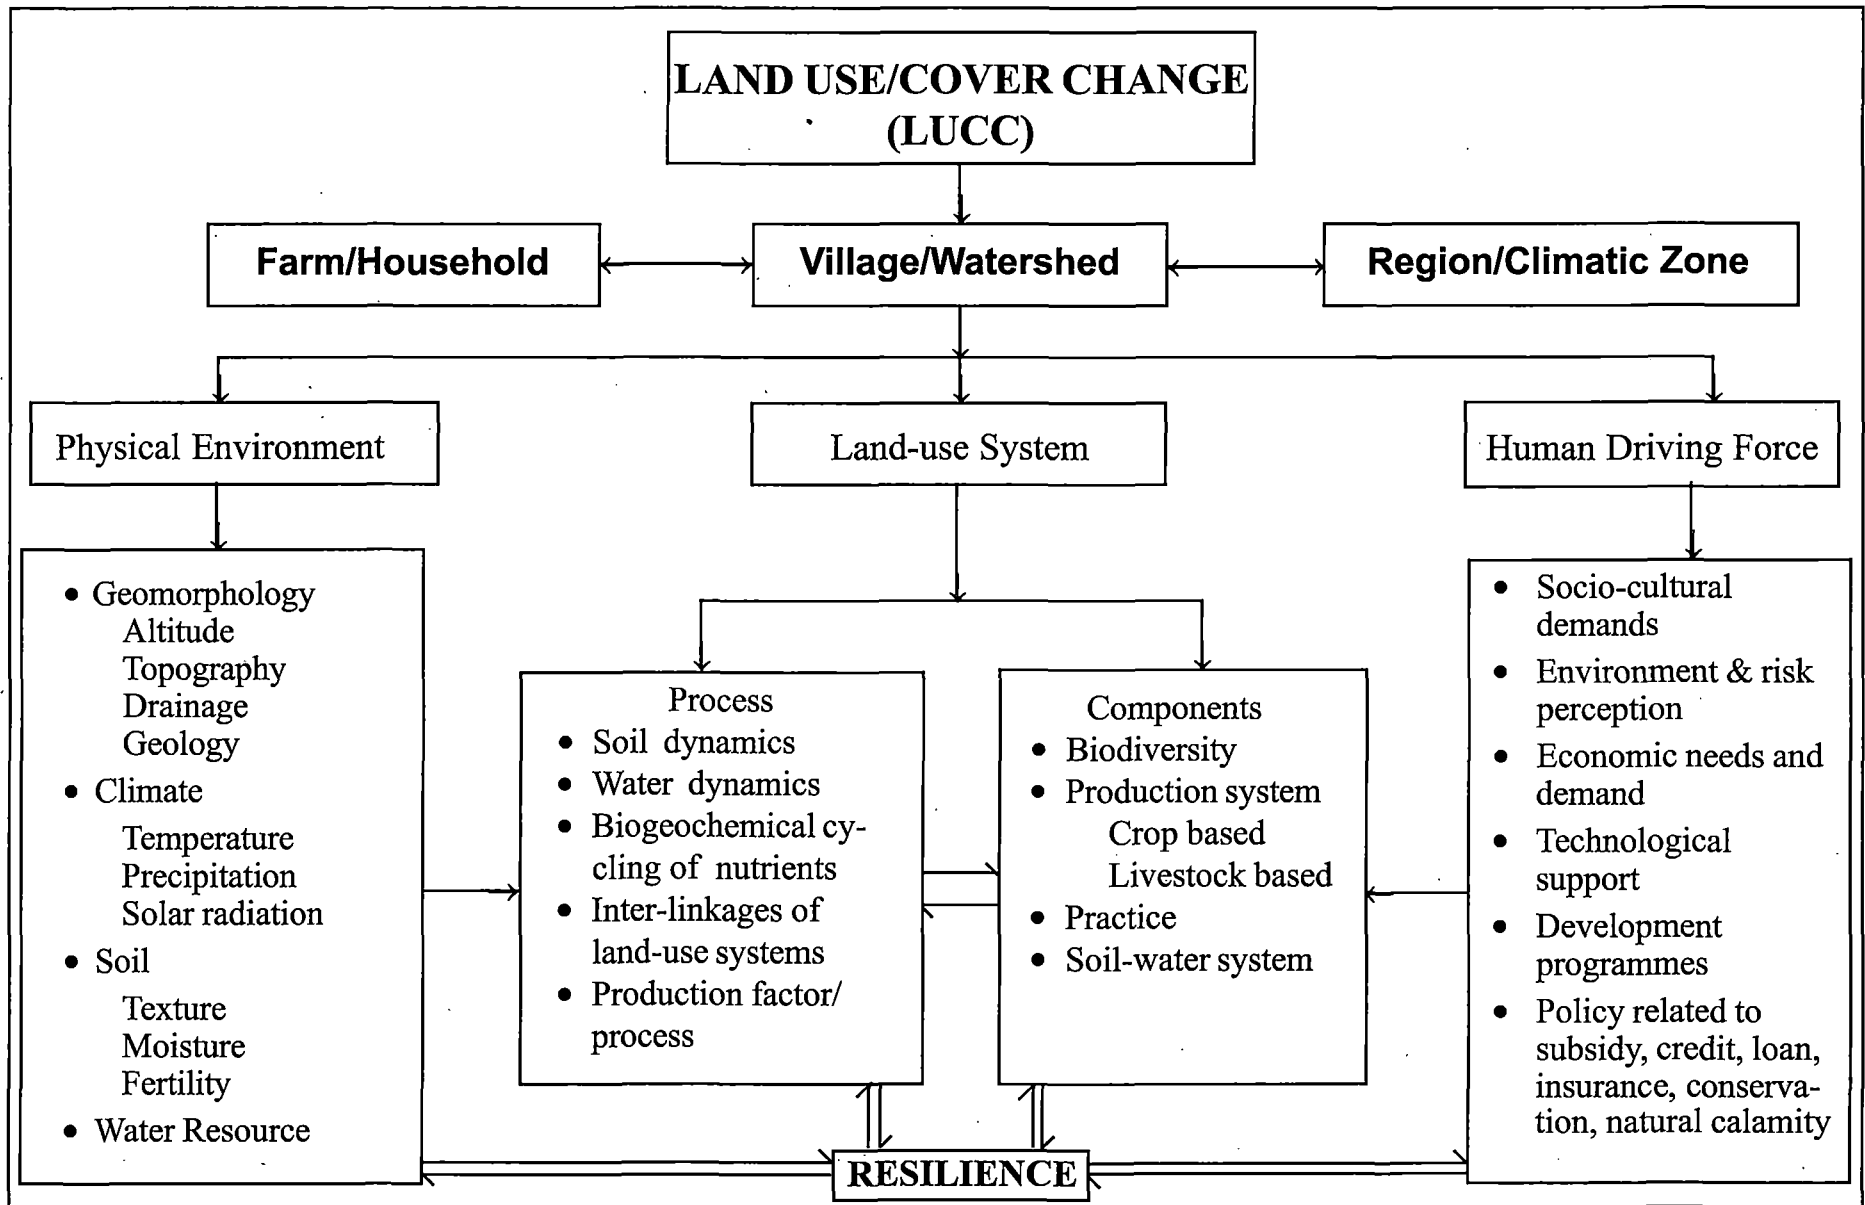 LAND USE/COVER CHANGE
(LUCC)
Farm/Household
Village/Watershed
Region/Climatic Zone
Physical Environment
Land-use System
Human Driving Force
• Geomorphology
Altitude
Topography
Drainage
Geology
• Climate
Temperature
Precipitation
Solar radiation
• Soil
Texture
Moisture
Fertility
• Water Resource
Process
• Soil dynamics
• Water dynamics
• Biogeochemical cy-
cling of nutrients
• Inter-linkages of
land-use systems
• Production factor/
process
Components
• Biodiversity
• Production system
Crop based
Livestock based
• Practice
• Soil-water system
• Socio-cultural
demands
• Environment & risk
perception
• Economic needs and
demand
• Technological
support
• Development
programmes
• Policy related to
subsidy, credit, loan,
insurance, conserva-
tion, natural calamity
RESILIENCE